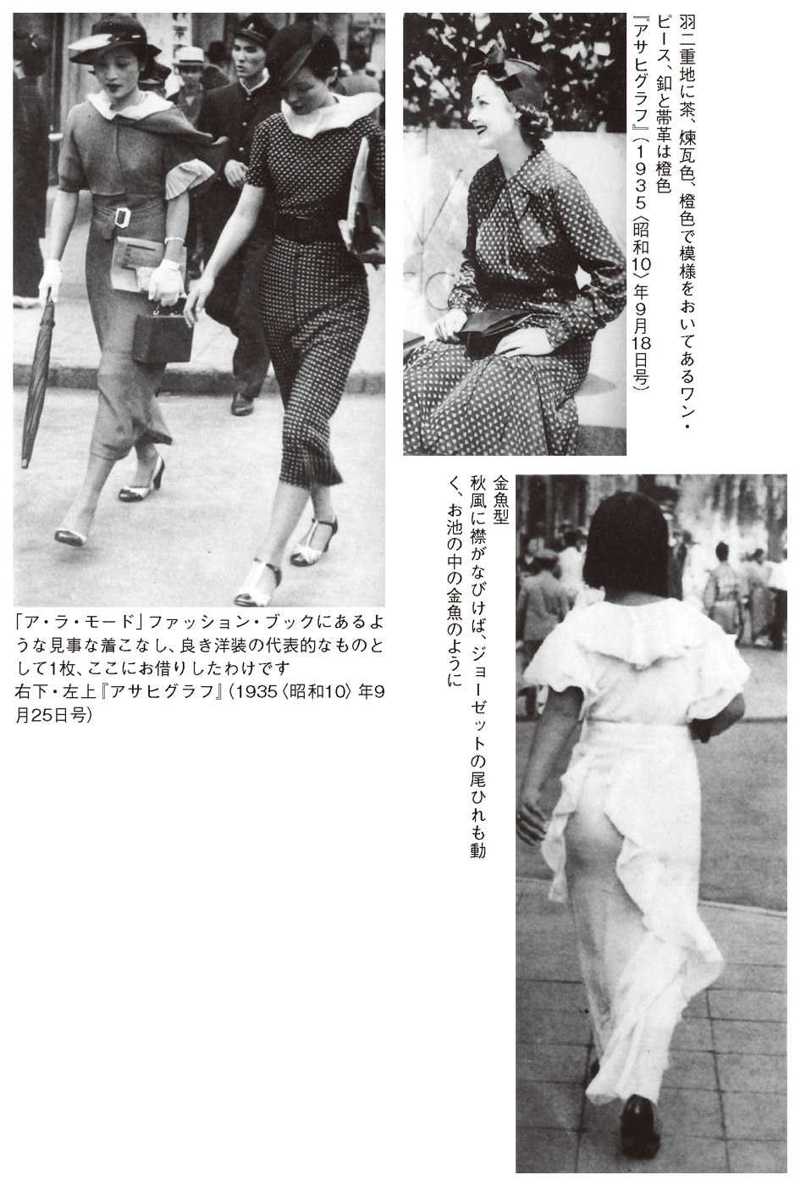 羽二重地に茶、煉瓦色、橙色で模様をおいてあるワン・
ピース、釦と帯革は橙色
『アサヒグラフ』（1935〈昭和10〉年9月18日号）
金魚型
秋風に襟がなびけば、ジョーゼットの尾ひれも動
く、お池の中の金魚のように
「ア・ラ・モード」ファッション・ブックにあるよ
うな見事な着こなし、良き洋装の代表的なものと
して1枚、ここにお借りしたわけです
右下・左上『アサヒグラフ』（1935〈昭和10〉年9
月25日号）